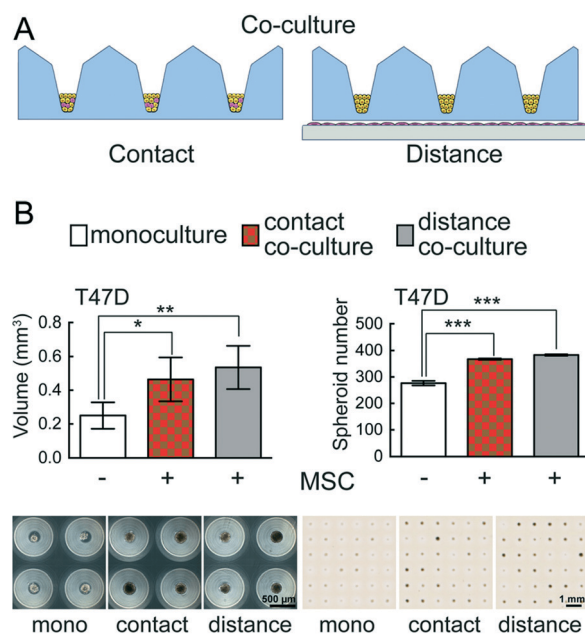 A
Co-culture
Contact
Distance
B
monoculture
contact
co-culture
distance
co-culture
T47D
**
*
Volume (mm³)
0.8
0.6
0.4
0.2
0.0
- + +
MSC
T47D
***
***
Spheroid number
500
400
300
200
100
0
- + +
500 µm
mono contact distance
1 mm
mono contact distance